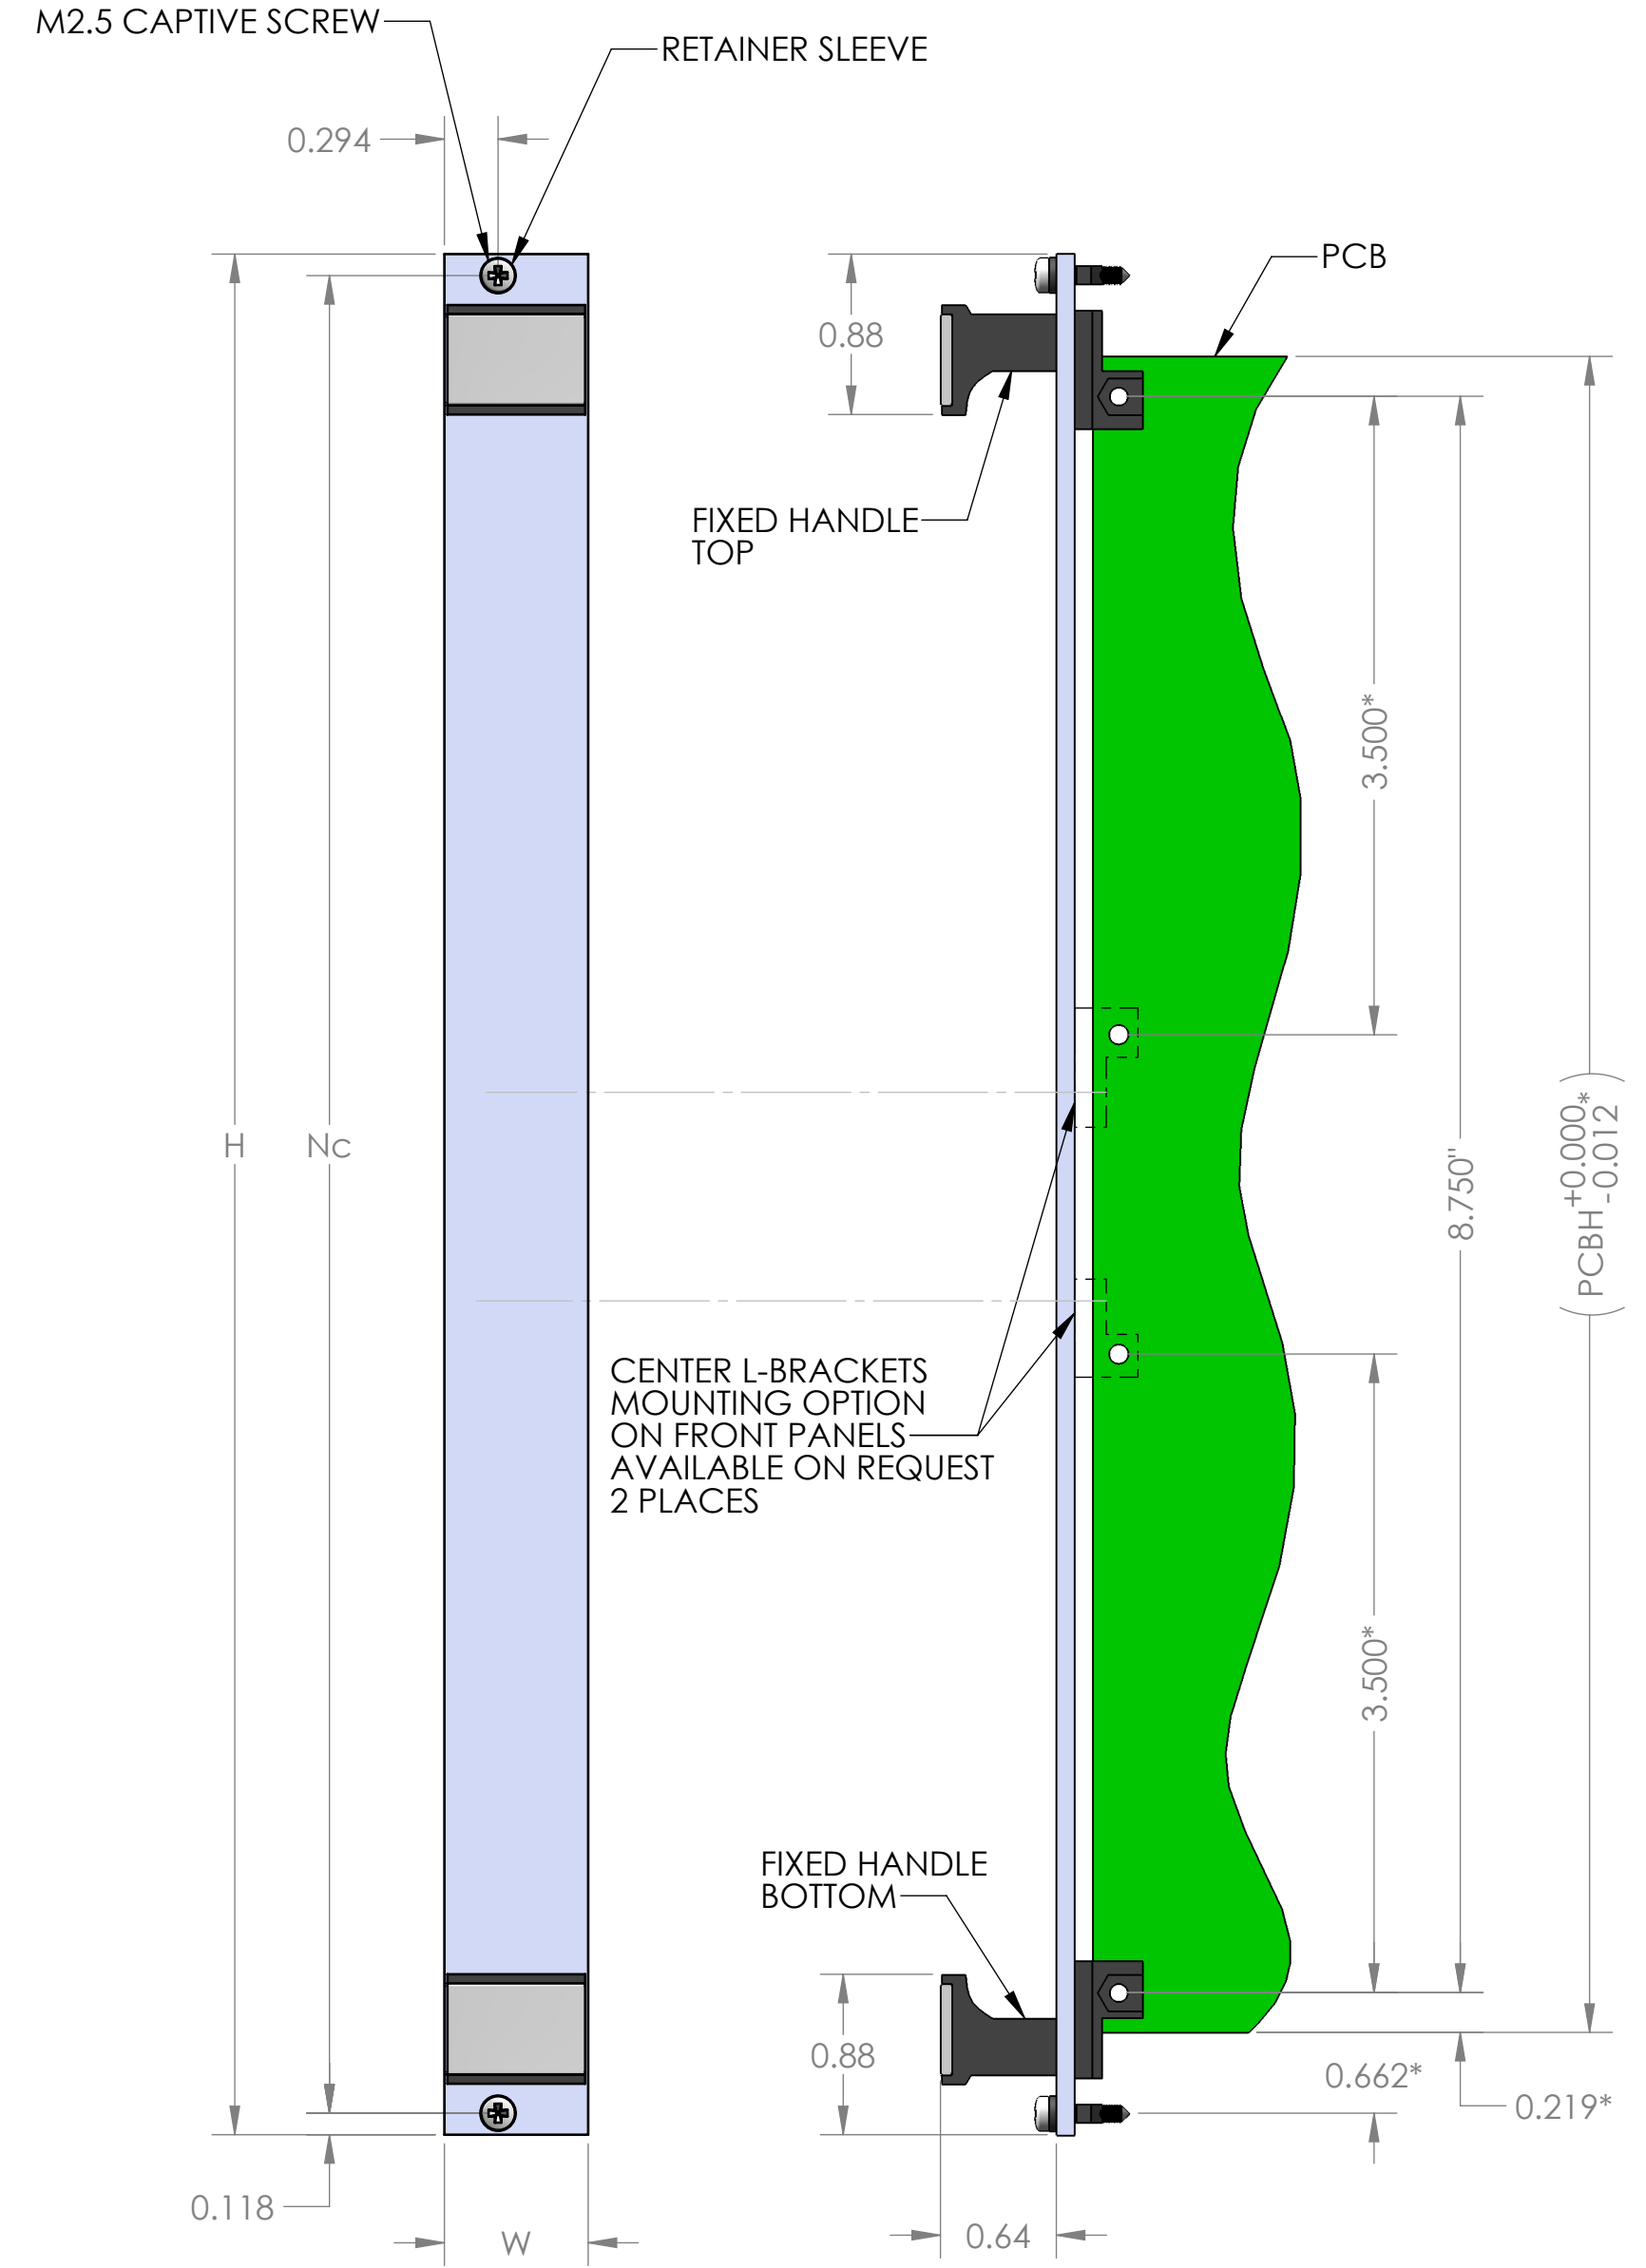 M2.5 CAPTIVE SCREW
RETAINER SLEEVE
0.294
PCB
0.88
FIXED HANDLE
TOP
3.500*
H
Nc
8.750"
(PCBH +0.000*
-0.012)
CENTER L-BRACKETS
MOUNTING OPTION
ON FRONT PANELS
AVAILABLE ON REQUEST
2 PLACES
3.500*
FIXED HANDLE
BOTTOM
0.88
0.662*
0.219*
0.118
W
0.64